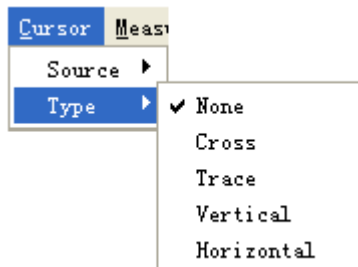 Cursor Meas
Source
Type
None
Cross
Trace
Vertical
Horizontal